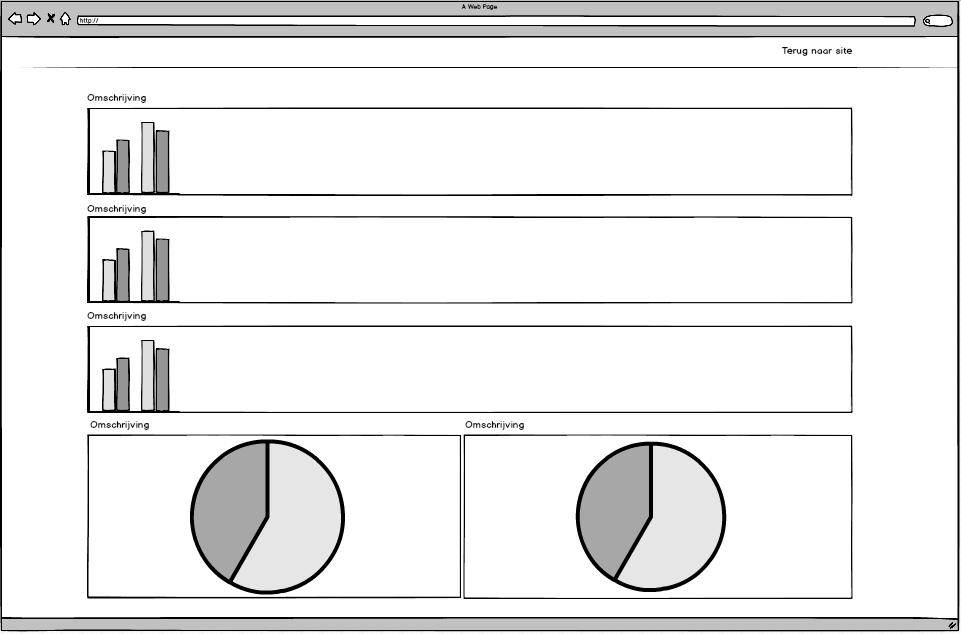 A Web Page
http://
Terug naar site
Omschrijving
Omschrijving
Omschrijving
Omschrijving
Omschrijving